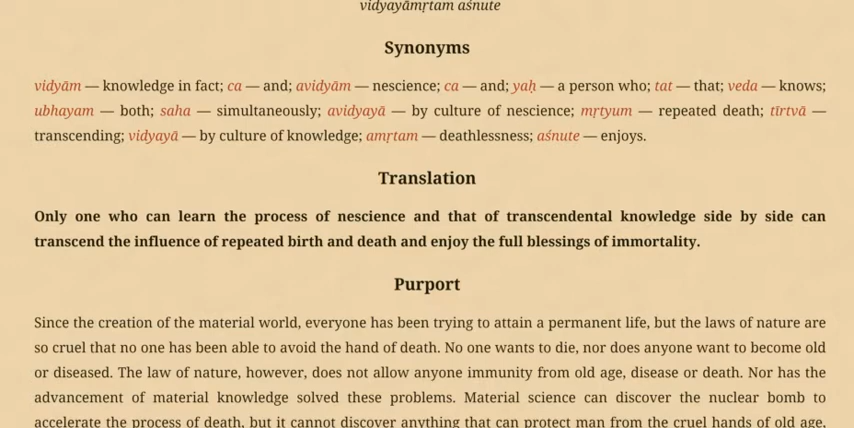 vidyayāmṛtam aśnute
Synonyms
vidyām — knowledge in fact; ca — and; avidyām — nescience; ca — and; yaḥ — a person who; tat — that; veda — knows;
ubhayam — both; saha — simultaneously; avidyayā — by culture of nescience; mṛtyum — repeated death; tīrtvā —
transcending; vidyayā — by culture of knowledge; amṛtam — deathlessness; aśnute — enjoys.
Translation
Only one who can learn the process of nescience and that of transcendental knowledge side by side can
transcend the influence of repeated birth and death and enjoy the full blessings of immortality.
Purport
Since the creation of the material world, everyone has been trying to attain a permanent life, but the laws of nature are
so cruel that no one has been able to avoid the hand of death. No one wants to die, nor does anyone want to become old
or diseased. The law of nature, however, does not allow anyone immunity from old age, disease or death. Nor has the
advancement of material knowledge solved these problems. Material science can discover the nuclear bomb to
accelerate the process of death, but it cannot discover anything that can protect man from the cruel hands of old age,